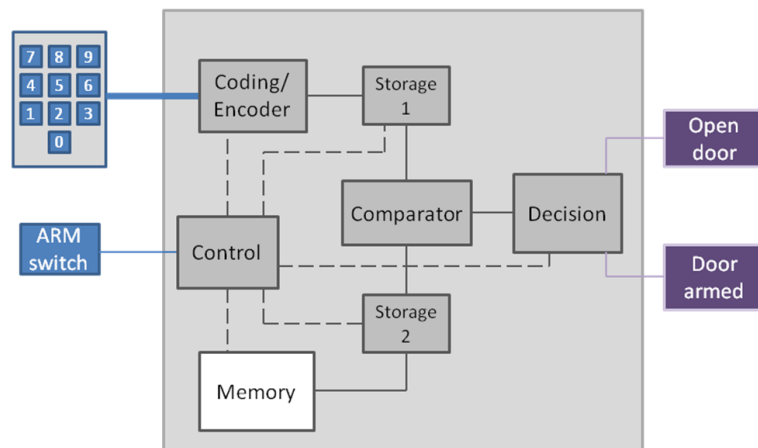 7 8 9
4 5 6
1 2 3
0
Coding/
Encoder
Storage
1
Open
door
Comparator
Decision
ARM
switch
Control
Door
armed
Storage
2
Memory